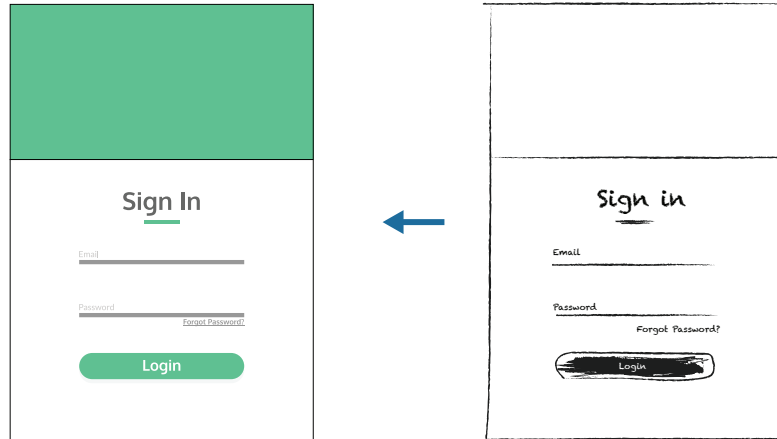 Sign In
Email
Password
Forgot Password?
Login
Sign in
Email
Password
Forgot Password?
Login